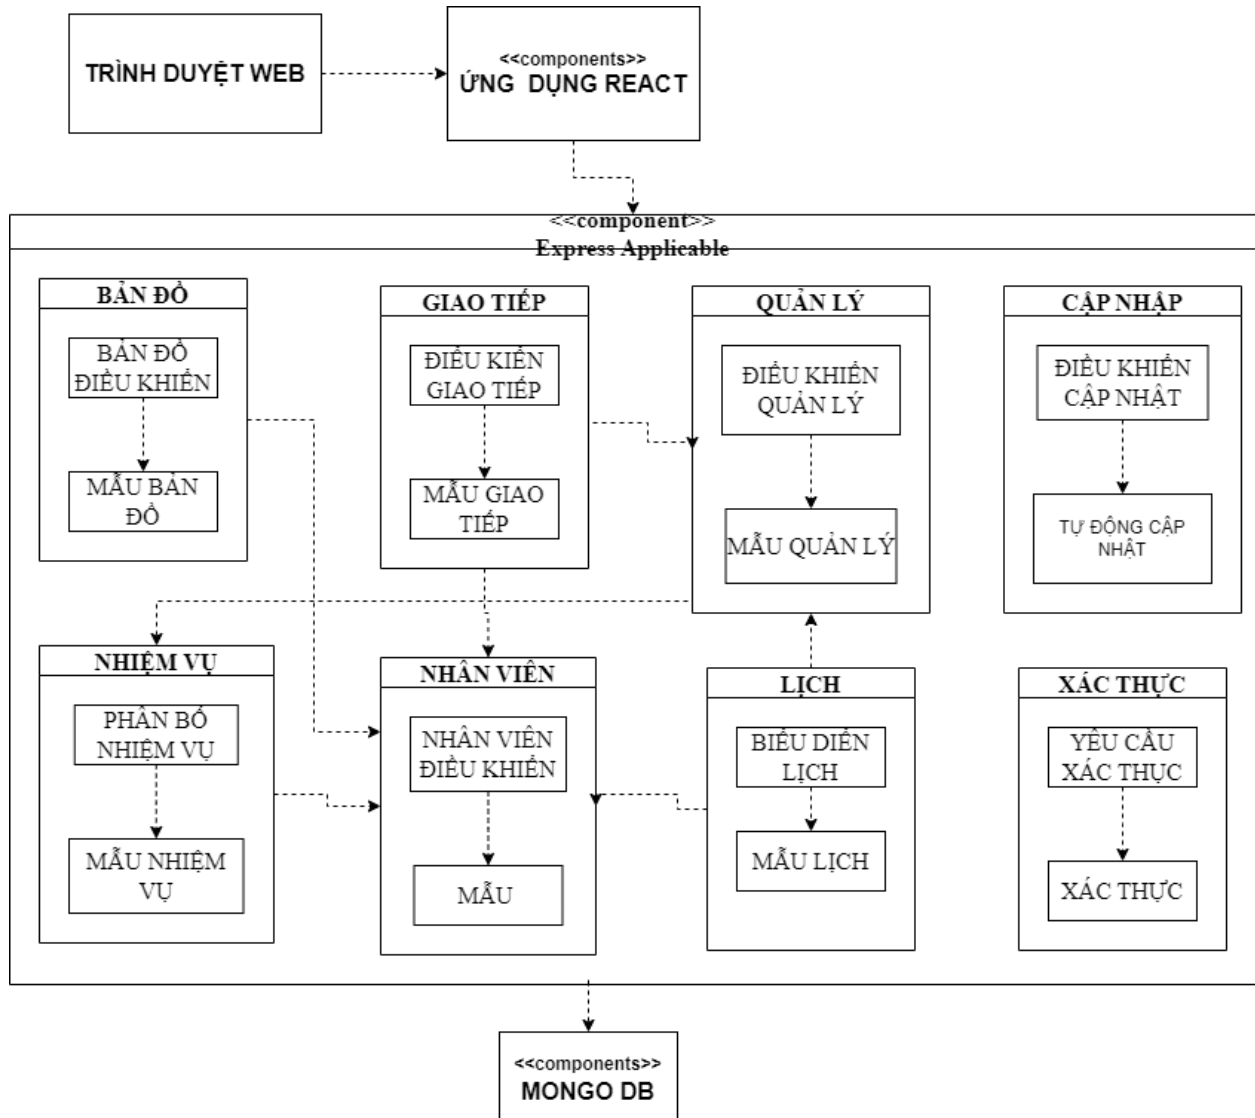 TRÌNH DUYỆT WEB
<<components>>
ỨNG DỤNG REACT
<<component>>
Express Applicable
BẢN ĐỒ
BẢN ĐỒ
ĐIỀU KHIỂN
MẪU BẢN
ĐỒ
GIAO TIẾP
ĐIỀU KIỂN
GIAO TIẾP
MẪU GIAO
TIẾP
QUẢN LÝ
ĐIỀU KHIỂN
QUẢN LÝ
MẪU QUẢN LÝ
CẬP NHẬP
ĐIỀU KHIỂN
CẬP NHẬT
TỰ ĐỘNG CẬP
NHẬT
NHIỆM VỤ
PHÂN BỐ
NHIỆM VỤ
MẪU NHIỆM
VỤ
NHÂN VIÊN
NHÂN VIÊN
ĐIỀU KHIỂN
MẪU
LỊCH
BIỂU DIỄN
LỊCH
MẪU LỊCH
XÁC THỰC
YÊU CẦU
XÁC THỰC
XÁC THỰC
<<components>>
MONGO DB